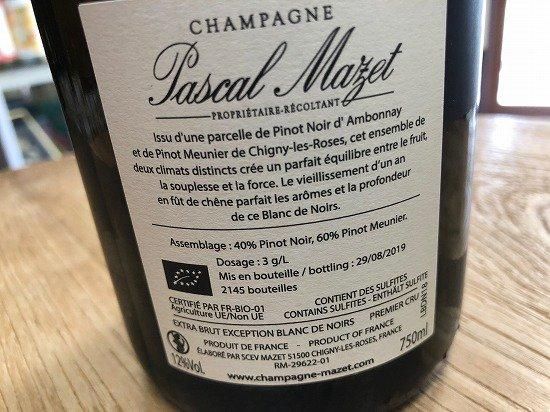 CHAMPAGNE
Pascal Mazet
PROPRIÉTAIRE-RÉCOLTANT
Issu d'une parcelle de Pinot Noir d' Ambonnay
et de Pinot Meunier de Chigny-les-Roses, cet ensemble de
deux climats distincts crée un parfait équilibre entre le fruit,
la souplesse et la force. Le vieillissement d'un an
en fût de chêne parfait les arômes et la profondeur
de ce Blanc de Noirs.
Assemblage : 40% Pinot Noir, 60% Pinot Meunier.
Dosage : 3 g/L
Mis en bouteille / bottling : 29/08/2019
2145 bouteilles
CERTIFIÉ PAR FR-BIO-01
Agriculture UE/Non UE
CONTIENT DES SULFITES
CONTAINS SULFITES - ENTHÄLT SULFITE
LBDN18
EXTRA BRUT EXCEPTION BLANC DE NOIRS PREMIER CRU
PRODUIT DE FRANCE - PRODUCT OF FRANCE
12%Vol.
ÉLABORÉ PAR SCEV MAZET 51500 CHIGNY-LES-ROSES, FRANCE
750ml
RM-29622-01
www.champagne-mazet.com